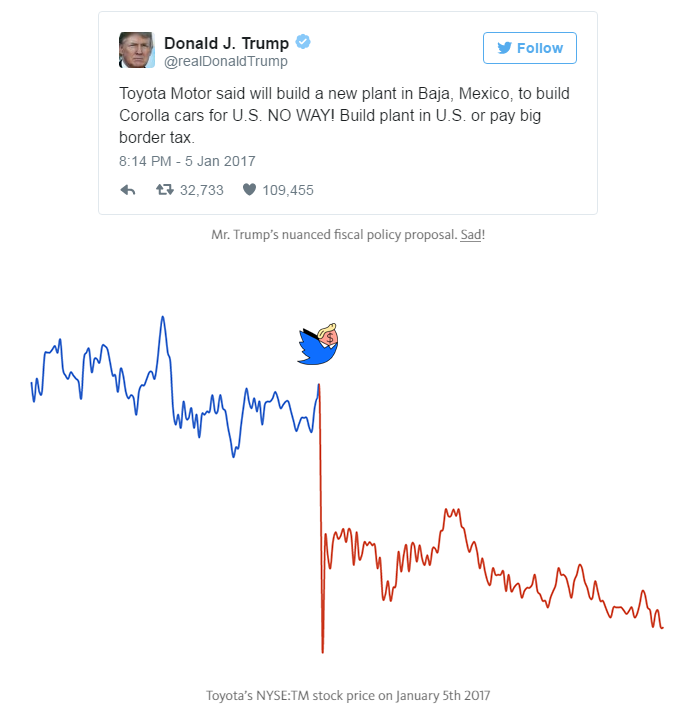 Donald J. Trump
Follow
@realDonaldTrump
Toyota Motor said will build a new plant in Baja, Mexico, to build
Corolla cars for U.S. NO WAY! Build plant in U.S. or pay big
border tax.
8:14 PM - 5 Jan 2017
32,733 109,455
Mr. Trump's nuanced fiscal policy proposal. Sad!
$
Toyota's NYSE:TM stock price on January 5th 2017